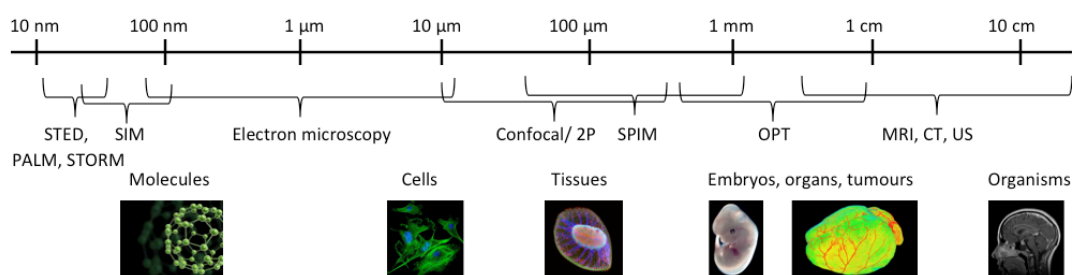 10 nm 100 nm 1 µm 10 µm 100 µm 1 mm 1 cm 10 cm
STED, SIM Electron microscopy Confocal/ 2P SPIM OPT MRI, CT, US
PALM, STORM
Molecules Cells Tissues Embryos, organs, tumours Organisms